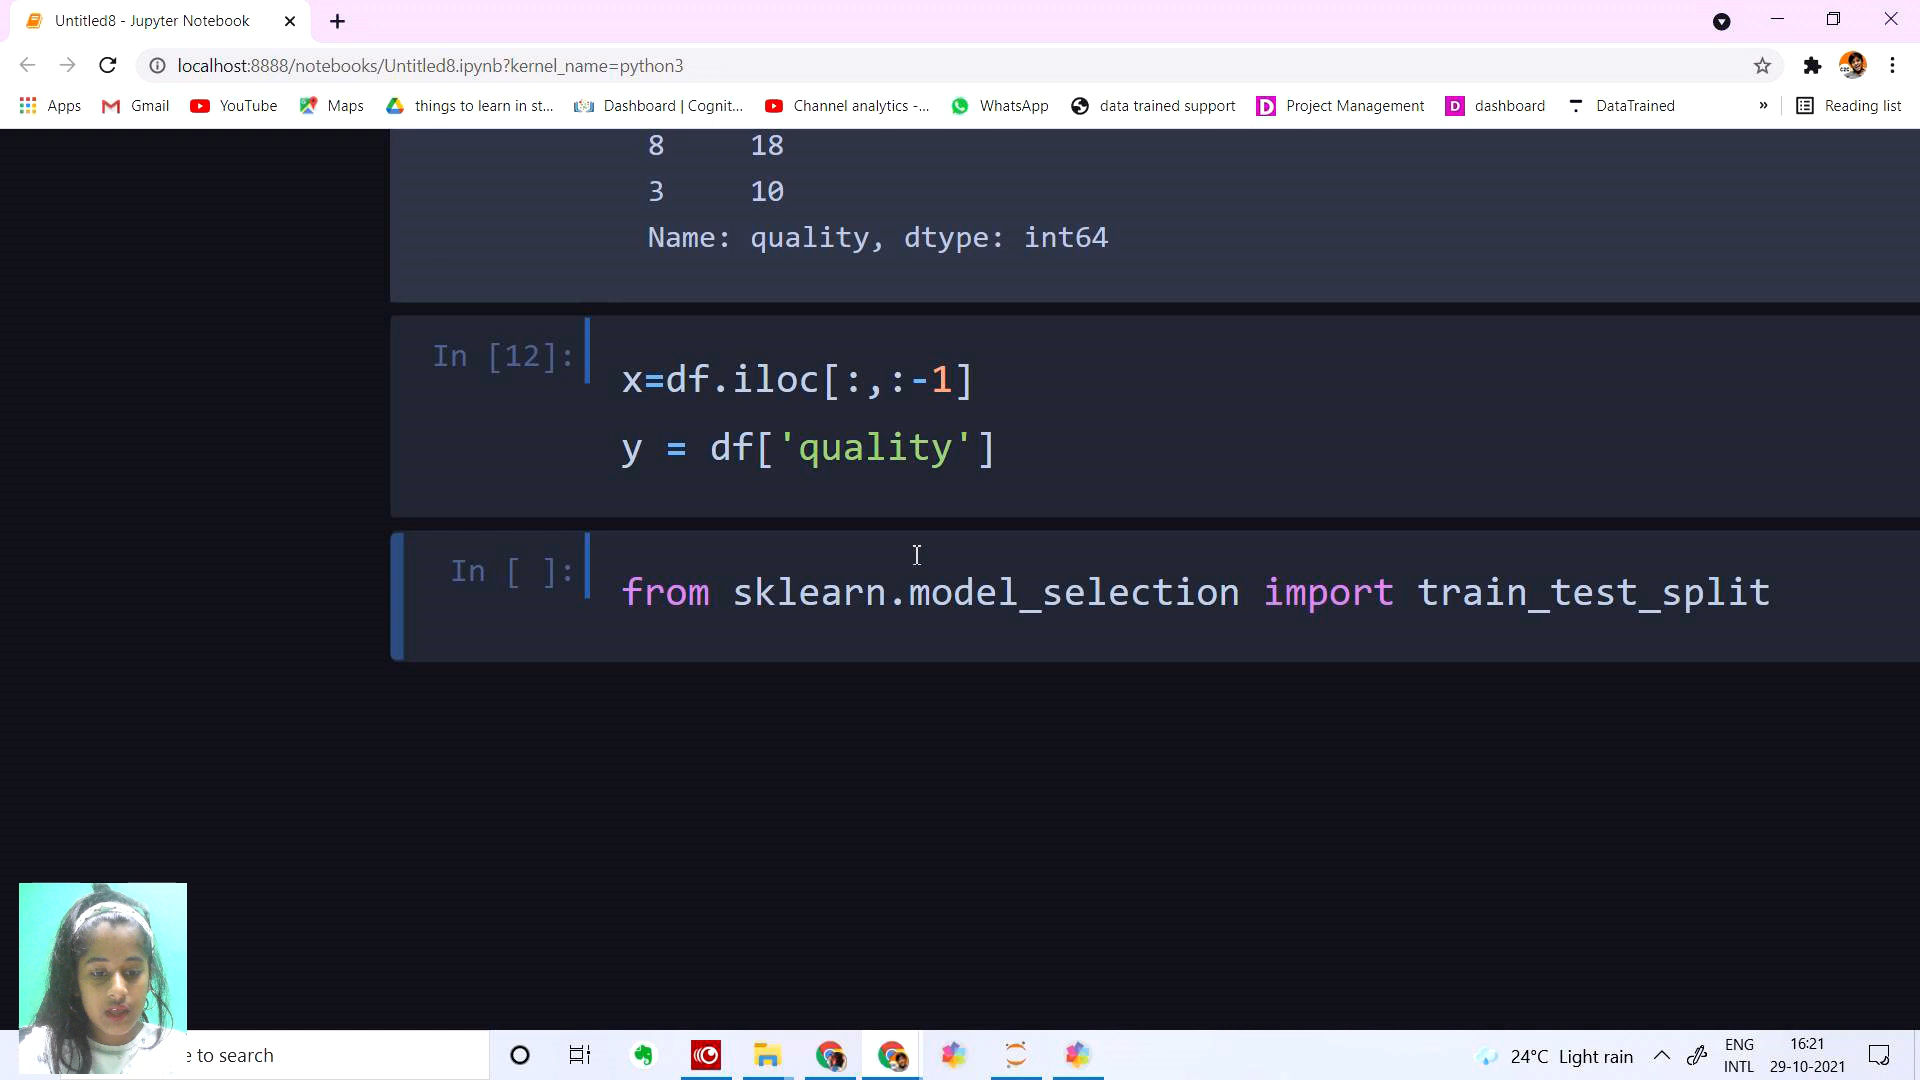 Untitled8 - Jupyter Notebook
localhost:8888/notebooks/Untitled8.ipynb?kernel_name=python3
Apps Gmail YouTube Maps things to learn in st... Dashboard | Cognit... Channel analytics -... WhatsApp data trained support Project Management dashboard DataTrained » Reading list
8 18
3 10
Name: quality, dtype: int64
In [12]:
x=df.iloc[:,:-1]
y = df['quality']
In [ ]:
from sklearn.model_selection import train_test_split
e to search
24°C Light rain
ENG
INTL
16:21
29-10-2021